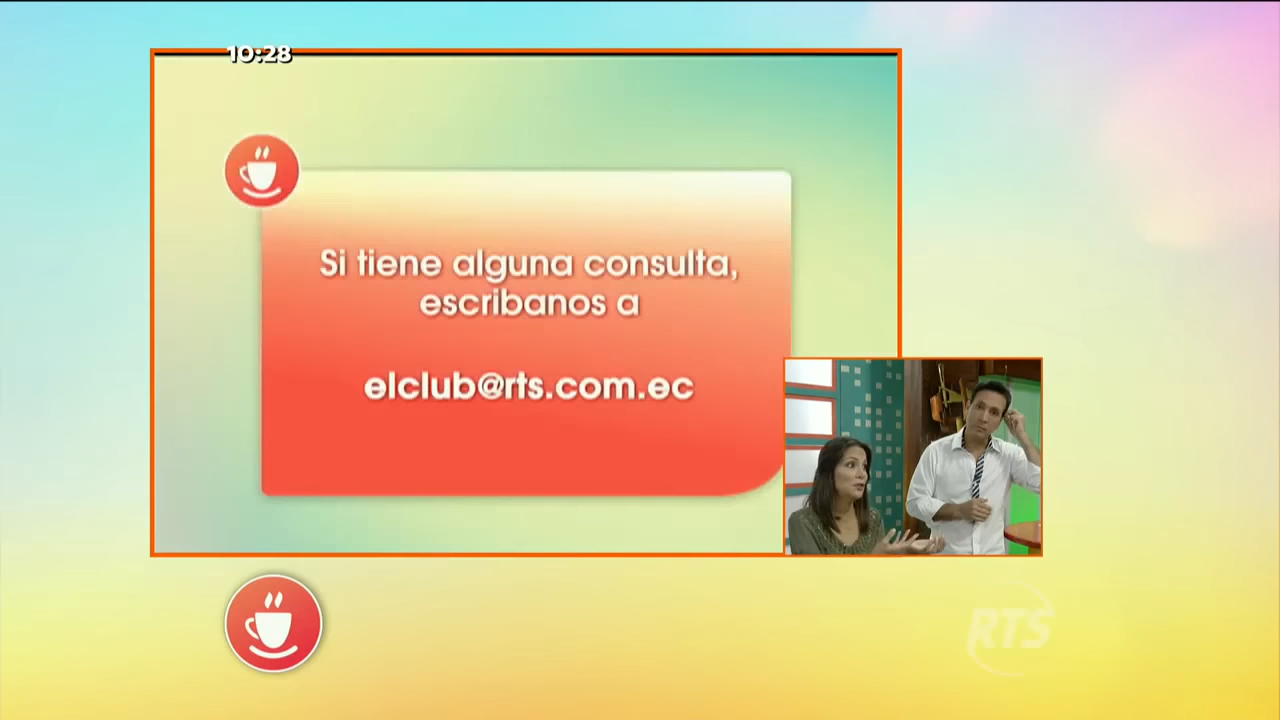 10:28
Si tiene alguna consulta,
escribanos a
elclub@rts.com.ec
RTS